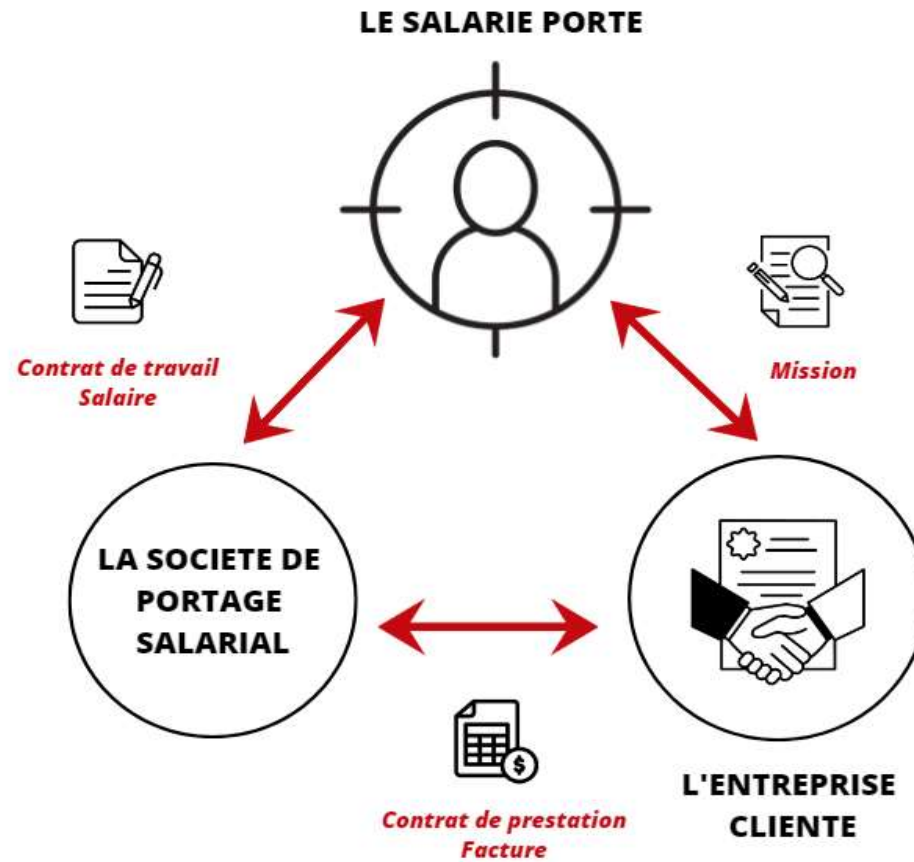 LE SALARIE PORTE
Contrat de travail
Salaire
Mission
LA SOCIETE DE
PORTAGE
SALARIAL
$
Contrat de prestation
Facture
L'ENTREPRISE
CLIENTE